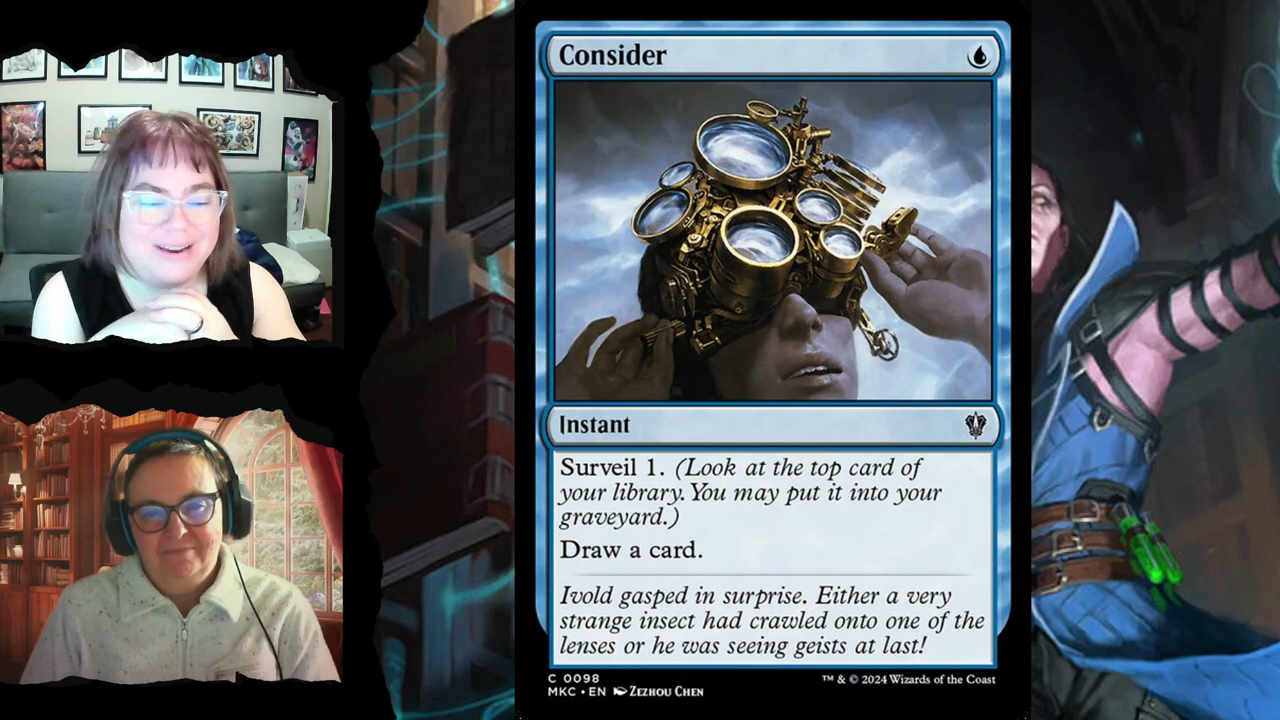 Consider
Instant
Surveil 1. (Look at the top card of
your library. You may put it into your
graveyard.)
Draw a card.
Ivold gasped in surprise. Either a very
strange insect had crawled onto one of the
lenses or he was seeing geists at last!
C 0098
MKC • EN Zezhou Chen
™ & © 2024 Wizards of the Coast